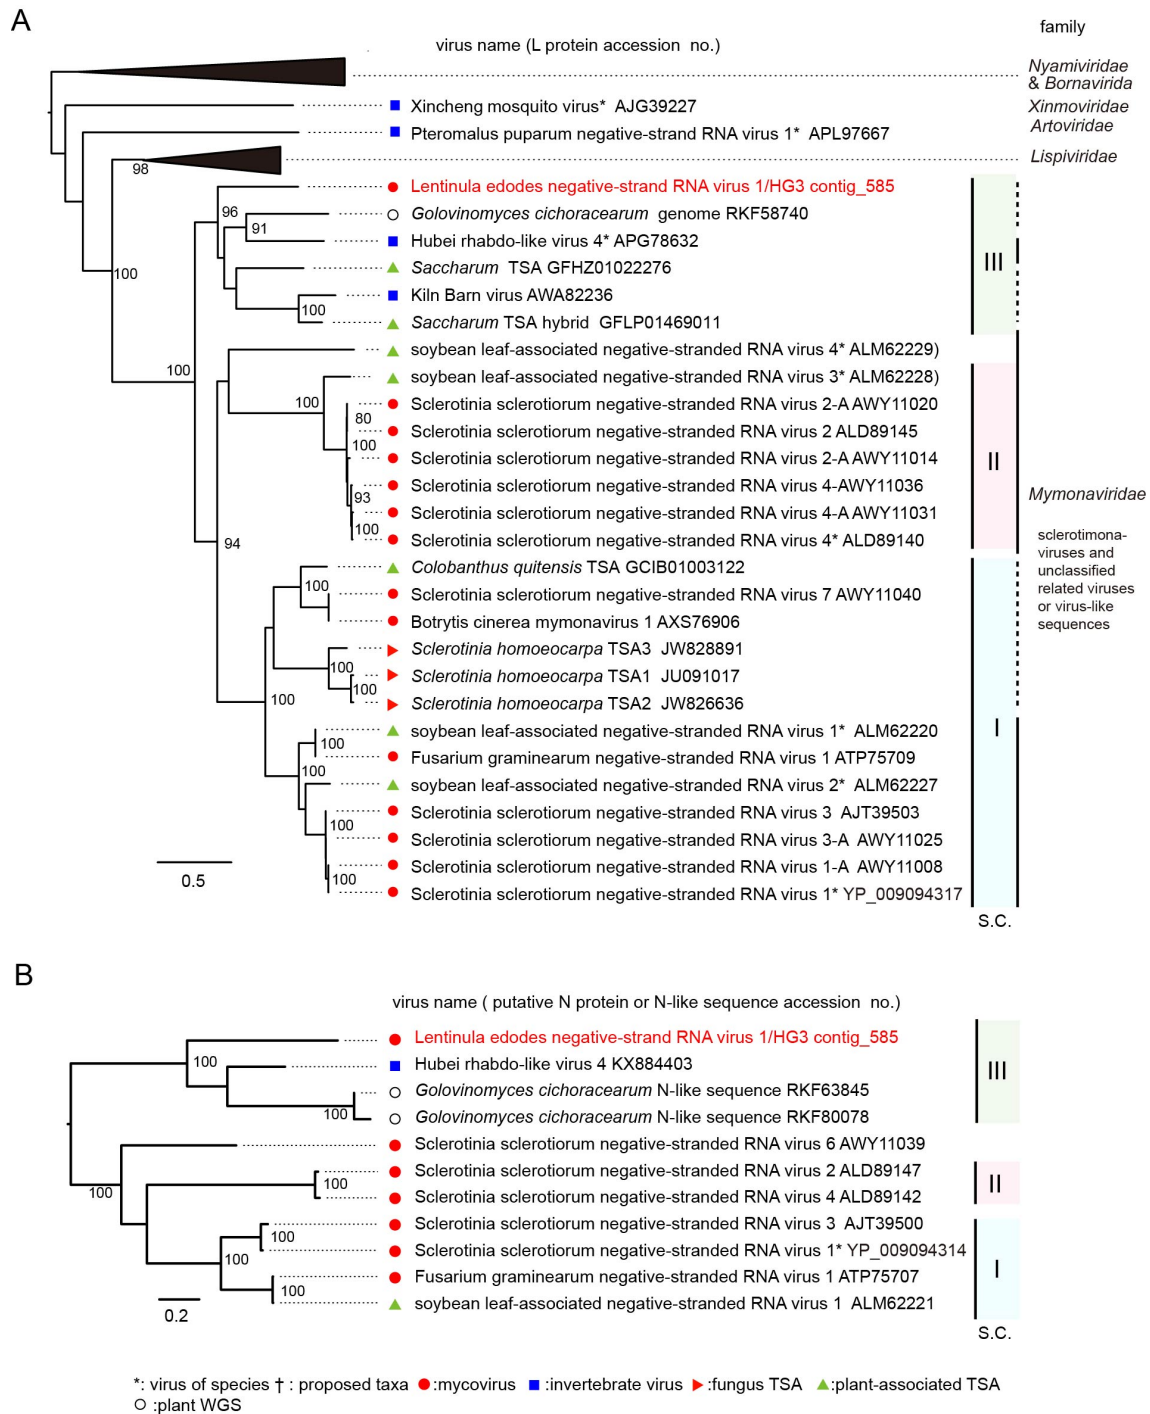 A
family
virus name (L protein accession no.)
Nyamiviridae
& Bornavirida
Xincheng mosquito virus* AJG39227
Xinmoviridae
Pteromalus puparum negative-strand RNA virus 1* APL97667
Artoviridae
98
Lispiviridae
Lentinula edodes negative-strand RNA virus 1/HG3 contig_585
96
Golovinomyces cichoracearum genome RKF58740
91
Hubei rhabdo-like virus 4* APG78632
III
100
Saccharum TSA GFHZ01022276
Kiln Barn virus AWA82236
100
Saccharum TSA hybrid GFLP01469011
soybean leaf-associated negative-stranded RNA virus 4* ALM62229)
100
soybean leaf-associated negative-stranded RNA virus 3* ALM62228)
100
Sclerotinia sclerotiorum negative-stranded RNA virus 2-A AWY11020
80
Sclerotinia sclerotiorum negative-stranded RNA virus 2 ALD89145
100
Sclerotinia sclerotiorum negative-stranded RNA virus 2-A AWY11014
II
Sclerotinia sclerotiorum negative-stranded RNA virus 4-AWY11036
93
Mymonaviridae
Sclerotinia sclerotiorum negative-stranded RNA virus 4-A AWY11031
100
Sclerotinia sclerotiorum negative-stranded RNA virus 4* ALD89140
94
sclerotimona-
viruses and
unclassified
related viruses
or virus-like
sequences
Colobanthus quitensis TSA GCIB01003122
100
Sclerotinia sclerotiorum negative-stranded RNA virus 7 AWY11040
Botrytis cinerea mymonavirus 1 AXS76906
Sclerotinia homoeocarpa TSA3 JW828891
100
Sclerotinia homoeocarpa TSA1 JU091017
100
100
Sclerotinia homoeocarpa TSA2 JW826636
soybean leaf-associated negative-stranded RNA virus 1* ALM62220
I
100
Fusarium graminearum negative-stranded RNA virus 1 ATP75709
100
soybean leaf-associated negative-stranded RNA virus 2* ALM62227
Sclerotinia sclerotiorum negative-stranded RNA virus 3 AJT39503
100
Sclerotinia sclerotiorum negative-stranded RNA virus 3-A AWY11025
Sclerotinia sclerotiorum negative-stranded RNA virus 1-A AWY11008
100
0.5
Sclerotinia sclerotiorum negative-stranded RNA virus 1* YP_009094317
S.C.
B
virus name ( putative N protein or N-like sequence accession no.)
Lentinula edodes negative-strand RNA virus 1/HG3 contig_585
100
Hubei rhabdo-like virus 4 KX884403
III
Golovinomyces cichoracearum N-like sequence RKF63845
100
Golovinomyces cichoracearum N-like sequence RKF80078
Sclerotinia sclerotiorum negative-stranded RNA virus 6 AWY11039
Sclerotinia sclerotiorum negative-stranded RNA virus 2 ALD89147
100
100
II
Sclerotinia sclerotiorum negative-stranded RNA virus 4 ALD89142
Sclerotinia sclerotiorum negative-stranded RNA virus 3 AJT39500
100
Sclerotinia sclerotiorum negative-stranded RNA virus 1* YP_009094314
100
I
Fusarium graminearum negative-stranded RNA virus 1 ATP75707
100
soybean leaf-associated negative-stranded RNA virus 1 ALM62221
0.2
S.C.
*: virus of species † : proposed taxa :mycovirus :invertebrate virus :fungus TSA :plant-associated TSA
:plant WGS